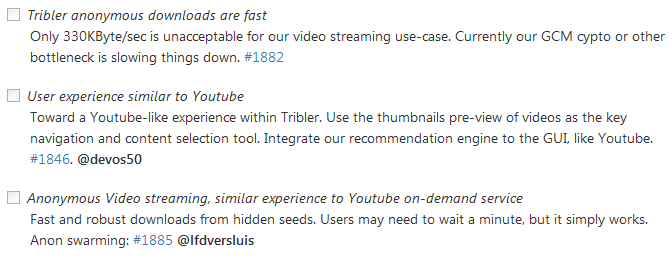 Tribler anonymous downloads are fast
Only 330KByte/sec is unacceptable for our video streaming use-case. Currently our GCM cypto or other
bottleneck is slowing things down. #1882
User experience similar to Youtube
Toward a Youtube-like experience within Tribler. Use the thumbnails pre-view of videos as the key
navigation and content selection tool. Integrate our recommendation engine to the GUI, like Youtube.
#1846. @devos50
Anonymous Video streaming, similar experience to Youtube on-demand service
Fast and robust downloads from hidden seeds. Users may need to wait a minute, but it simply works.
Anon swarming: #1885 @lfdversluis